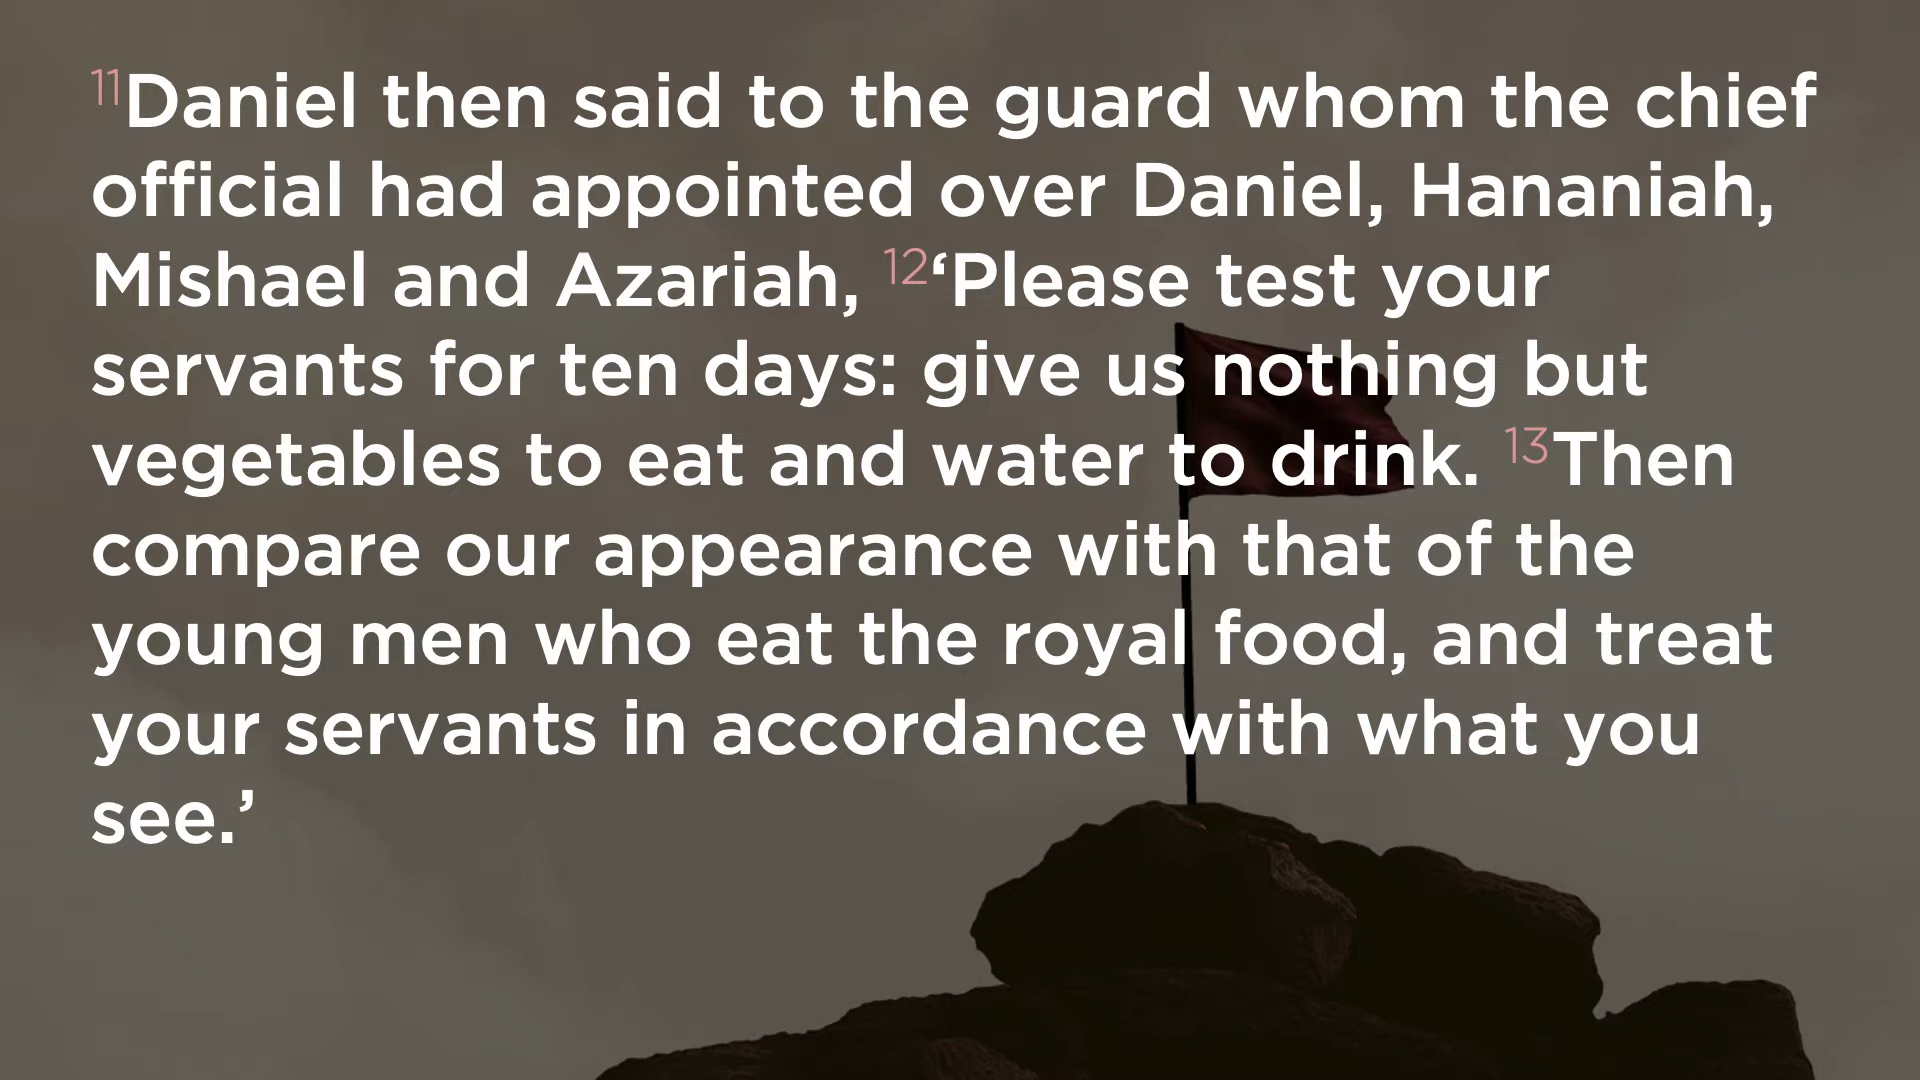 11Daniel then said to the guard whom the chief
official had appointed over Daniel, Hananiah,
Mishael and Azariah, 12‘Please test your
servants for ten days: give us nothing but
vegetables to eat and water to drink. 13Then
compare our appearance with that of the
young men who eat the royal food, and treat
your servants in accordance with what you
see.’